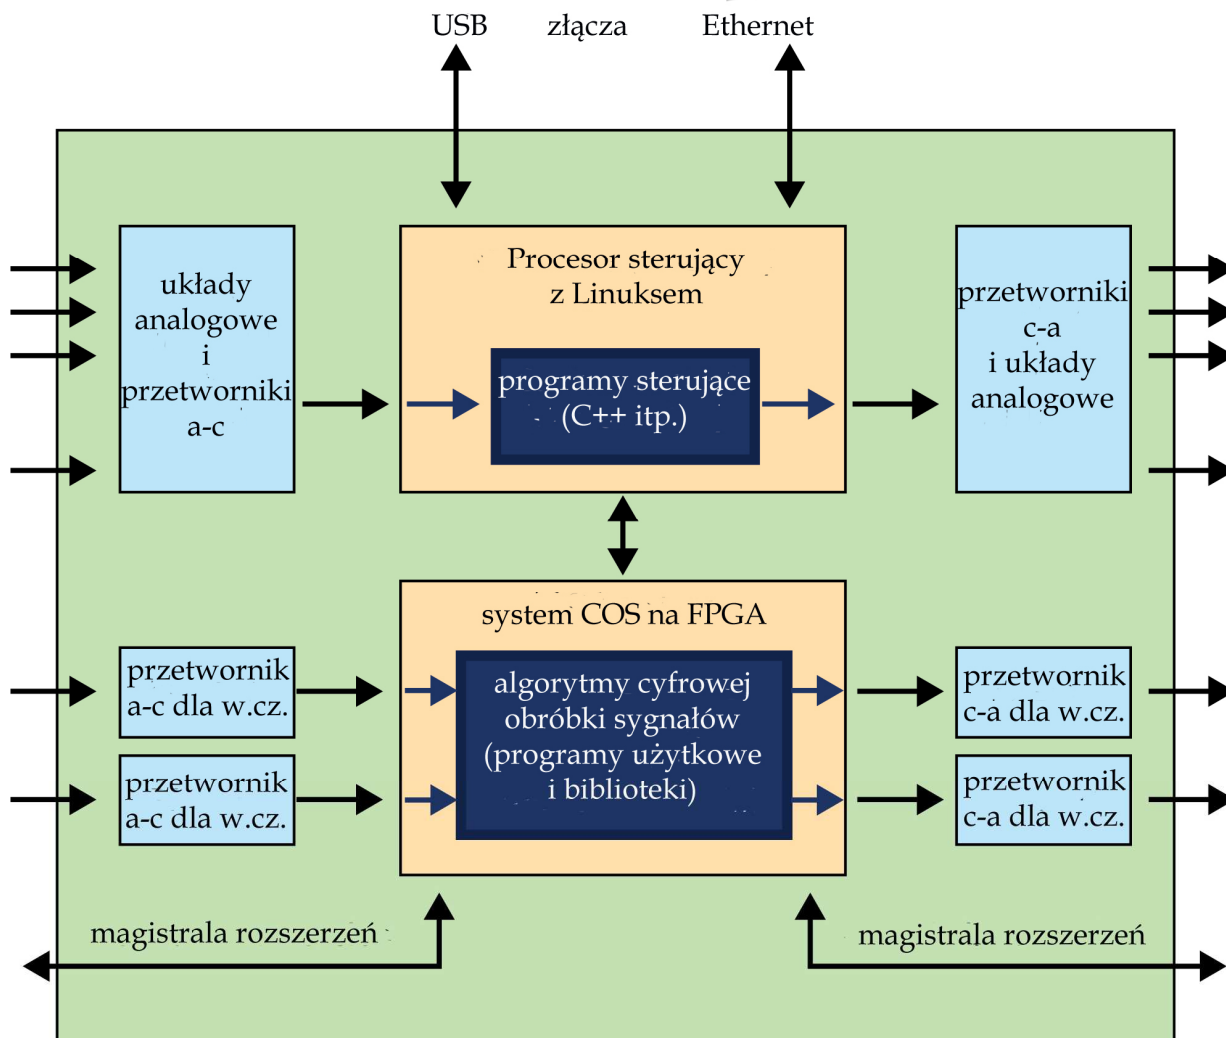 USB złącza Ethernet
układy
analogowe
i
przetworniki
a-c
Procesor sterujący
z Linuksem
programy sterujące
(C++ itp.)
przetworniki
c-a
i układy
analogowe
system COS na FPGA
algorytmy cyfrowej
obróbki sygnałów
(programy użytkowe
i biblioteki)
przetwornik
a-c dla w.cz.
przetwornik
a-c dla w.cz.
przetwornik
c-a dla w.cz.
przetwornik
c-a dla w.cz.
magistrala rozszerzeń
magistrala rozszerzeń